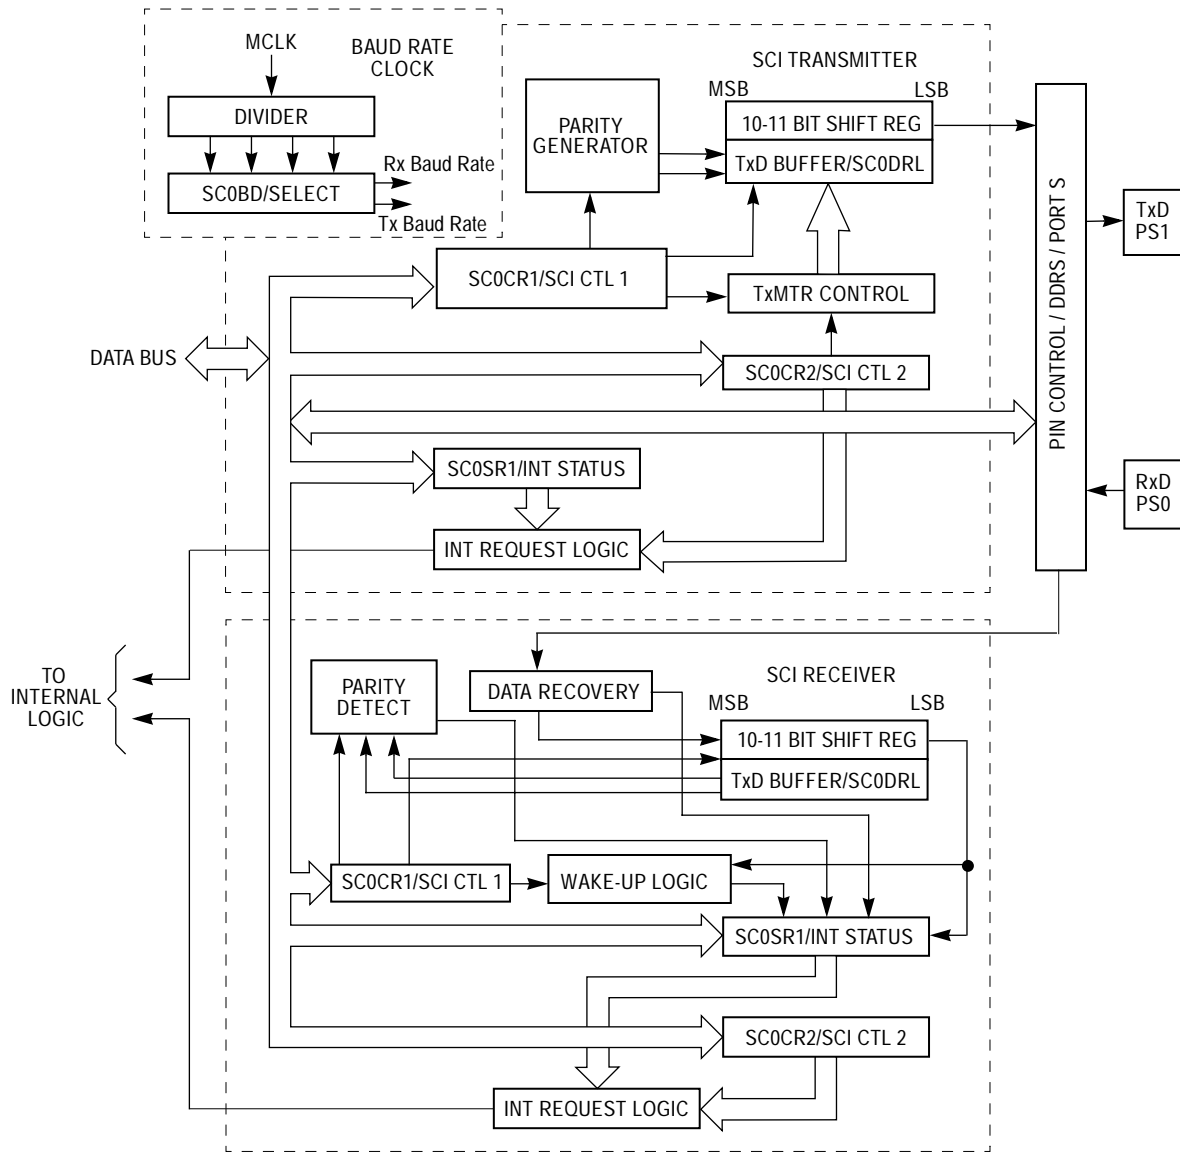 MCLK
BAUD RATE
CLOCK
DIVIDER
Rx Baud Rate
SC0BD/SELECT
Tx Baud Rate
SCI TRANSMITTER
MSB
LSB
PARITY
GENERATOR
10-11 BIT SHIFT REG
TxD BUFFER/SC0DRL
SC0CR1/SCI CTL 1
TxMTR CONTROL
DATA BUS
SC0CR2/SCI CTL 2
SC0SR1/INT STATUS
INT REQUEST LOGIC
PIN CONTROL / DDRS / PORT S
TxD
PS1
RxD
PS0
TO
INTERNAL
LOGIC
SCI RECEIVER
PARITY
DETECT
DATA RECOVERY
MSB
LSB
10-11 BIT SHIFT REG
TxD BUFFER/SC0DRL
SC0CR1/SCI CTL 1
WAKE-UP LOGIC
SC0SR1/INT STATUS
SC0CR2/SCI CTL 2
INT REQUEST LOGIC